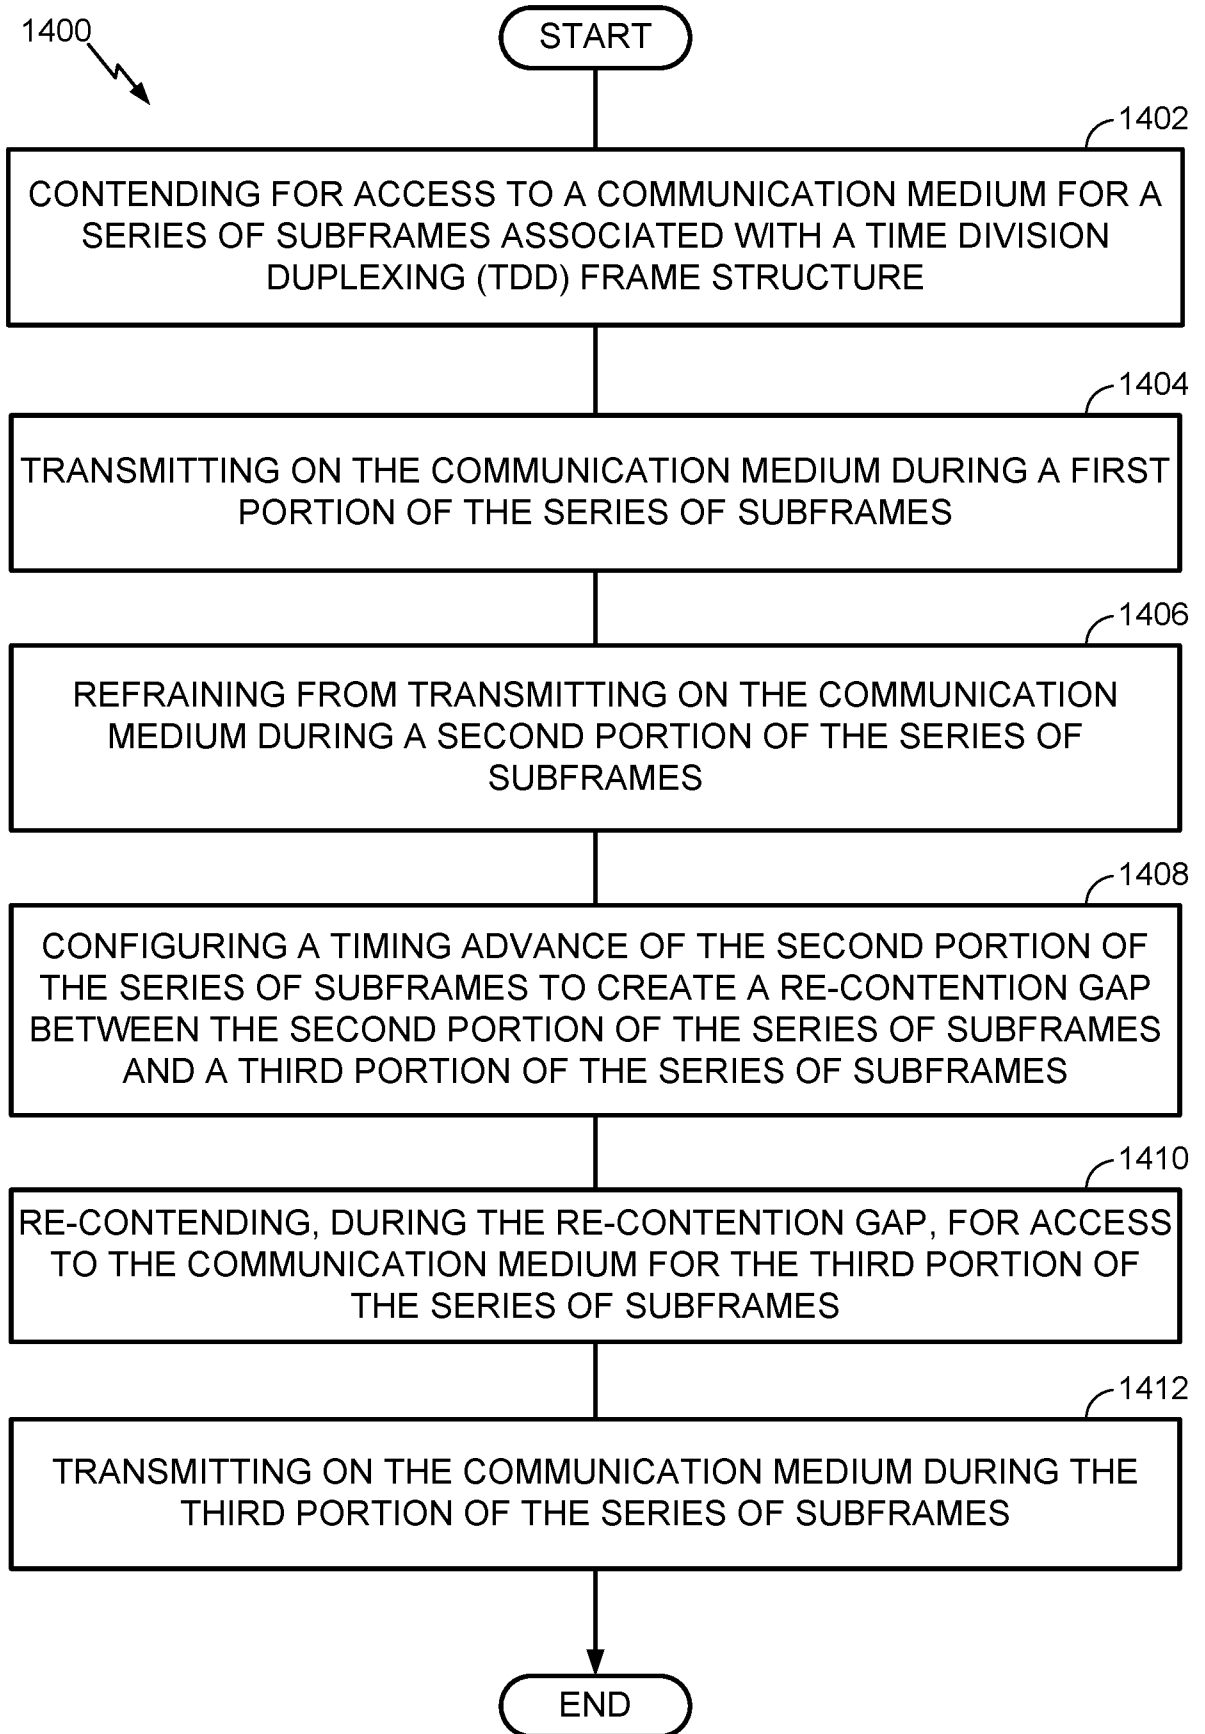 1400
START
1402
CONTENDING FOR ACCESS TO A COMMUNICATION MEDIUM FOR A
SERIES OF SUBFRAMES ASSOCIATED WITH A TIME DIVISION
DUPLEXING (TDD) FRAME STRUCTURE
1404
TRANSMITTING ON THE COMMUNICATION MEDIUM DURING A FIRST
PORTION OF THE SERIES OF SUBFRAMES
1406
REFRAINING FROM TRANSMITTING ON THE COMMUNICATION
MEDIUM DURING A SECOND PORTION OF THE SERIES OF
SUBFRAMES
1408
CONFIGURING A TIMING ADVANCE OF THE SECOND PORTION OF
THE SERIES OF SUBFRAMES TO CREATE A RE-CONTENTION GAP
BETWEEN THE SECOND PORTION OF THE SERIES OF SUBFRAMES
AND A THIRD PORTION OF THE SERIES OF SUBFRAMES
1410
RE-CONTENDING, DURING THE RE-CONTENTION GAP, FOR ACCESS
TO THE COMMUNICATION MEDIUM FOR THE THIRD PORTION OF
THE SERIES OF SUBFRAMES
1412
TRANSMITTING ON THE COMMUNICATION MEDIUM DURING THE
THIRD PORTION OF THE SERIES OF SUBFRAMES
END